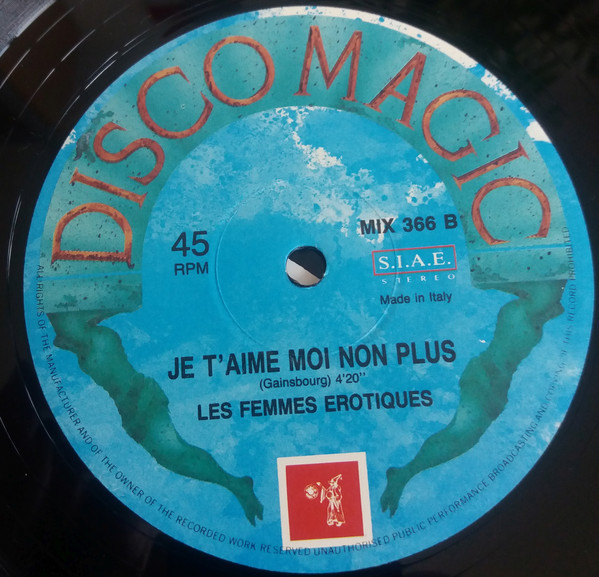 DISCO MAGIC
45
RPM
MIX 366 B
S.I.A.E.
STEREO
Made in Italy
JE T'AIME MOI NON PLUS
(Gainsbourg) 4'20''
LES FEMMES EROTIQUES
ALL RIGHTS OF THE MANUFACTURER AND OF THE OWNER OF THE RECORDED WORK RESERVED UNAUTHORISED PUBLIC PERFORMANCE BROADCASTING AND COPYING OF THIS RECORD PROHIBITED